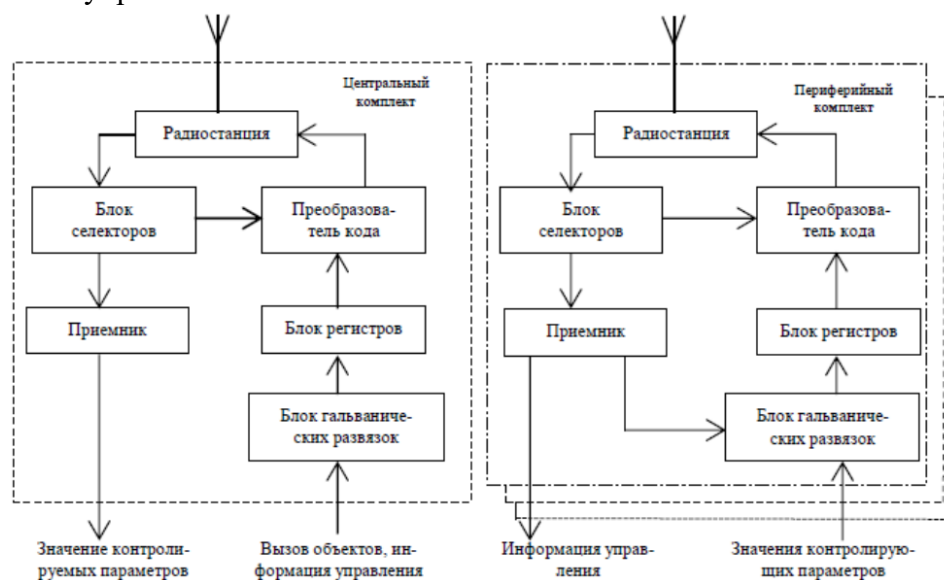 Центральный
комплект
Радиостанция
Блок
селекторов
Преобразова-
тель кода
Приемник
Блок регистров
Блок гальваниче-
ских развязок
Значение контроли-
руемых параметров
Вызов объектов, ин-
формация управления
Периферийный
комплект
Радиостанция
Блок
селекторов
Преобразова-
тель кода
Приемник
Блок регистров
Блок гальваниче-
ских развязок
Информация управ-
ления
Значения контролирую-
щих параметров